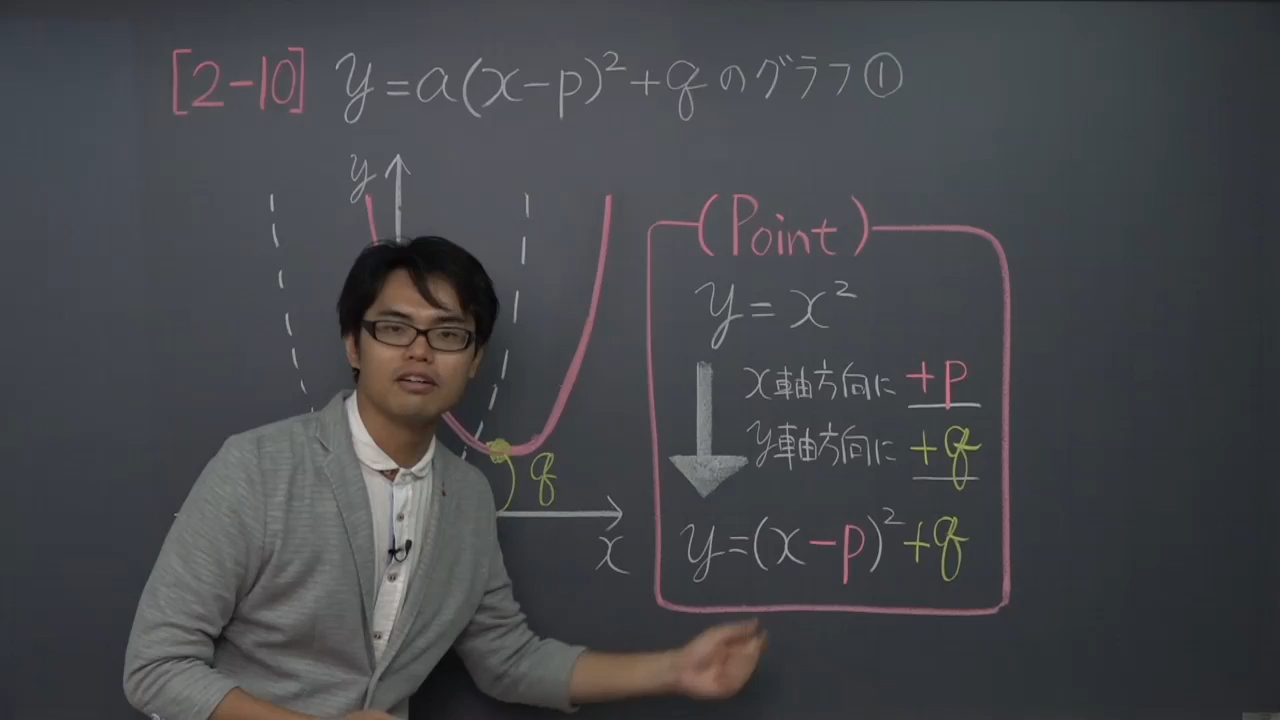 [2-10] y=a(x-p)²+qのグラフ①
y
q
x
(Point)
y=x²
x軸方向に +p
y軸方向に +q
y=(x-p)²+q